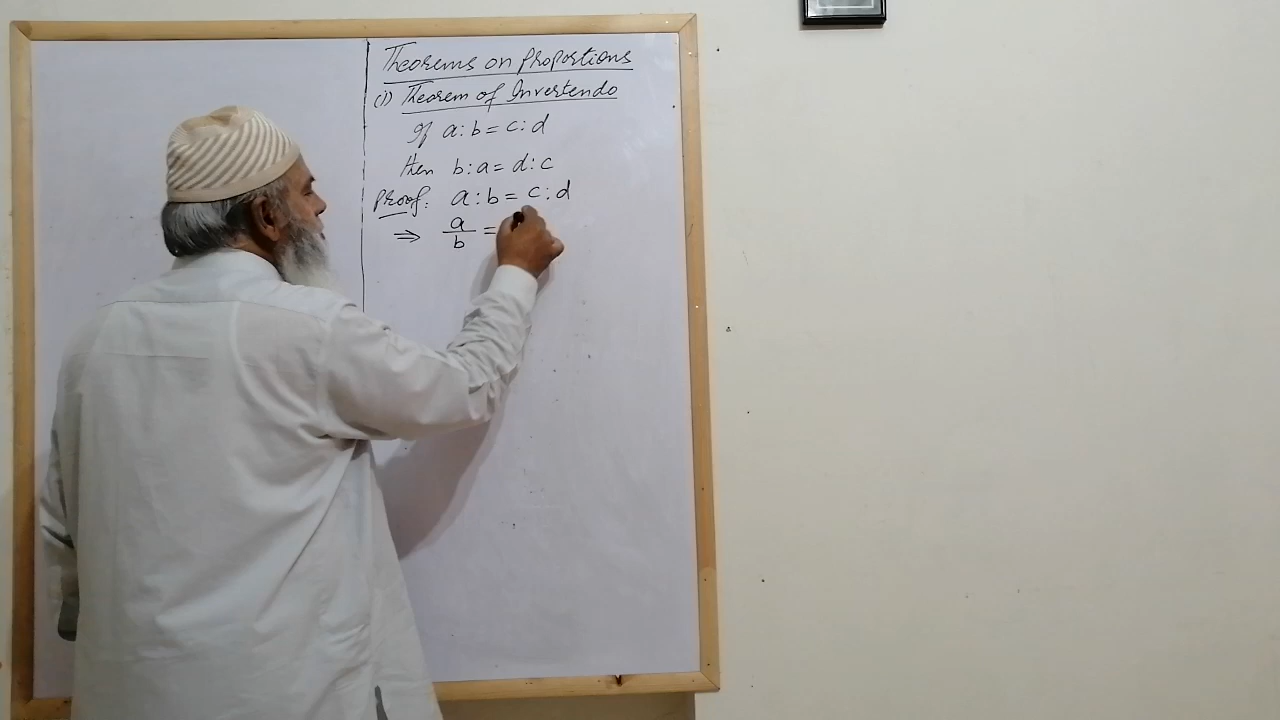 Theorems on Proportions
(i) Theorem of Invertendo
If a : b = c : d
then b : a = d : c
Proof: a : b = c : d
⇒ a/b =